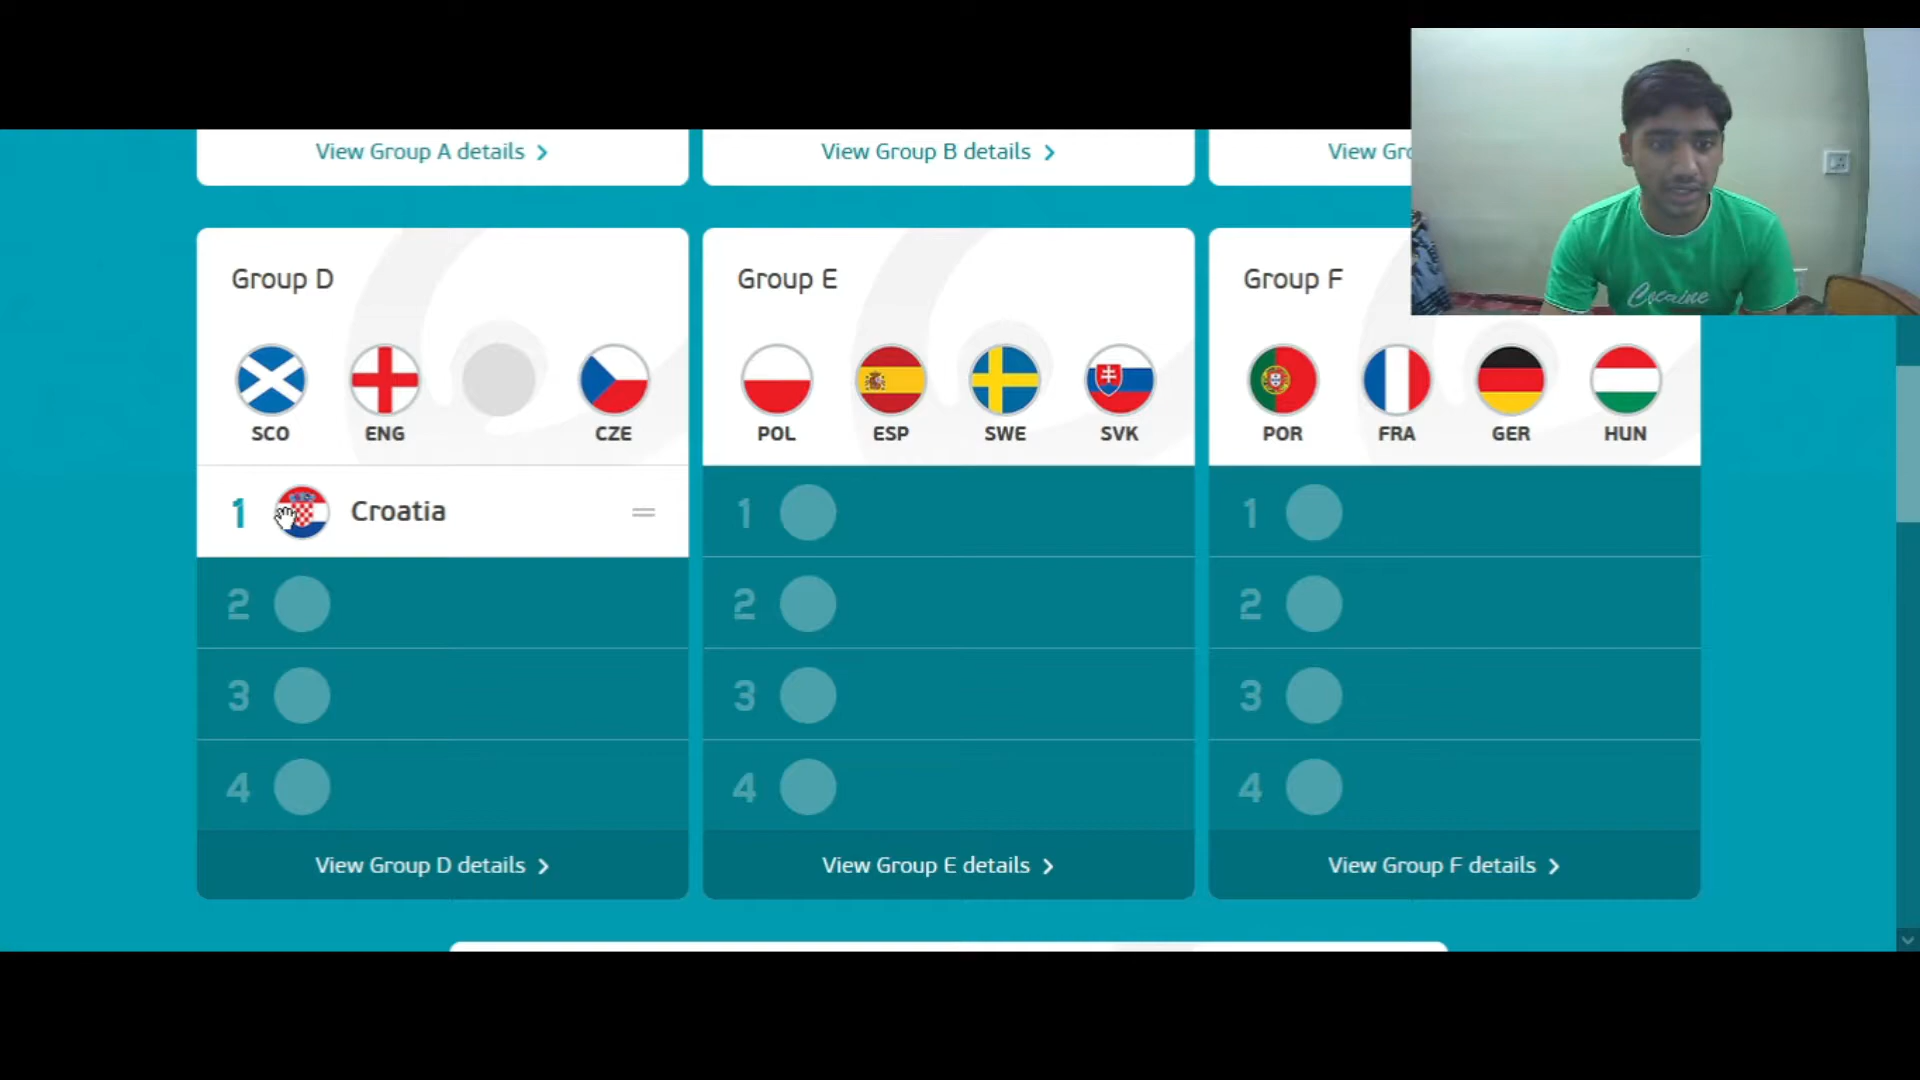 View Group A details
View Group B details
View Gr
Group D
Group E
Group F
SCO ENG CZE
POL ESP SWE SVK
POR FRA GER HUN
1 Croatia
2
3
4
1
2
3
4
1
2
3
4
View Group D details
View Group E details
View Group F details
Cocaine